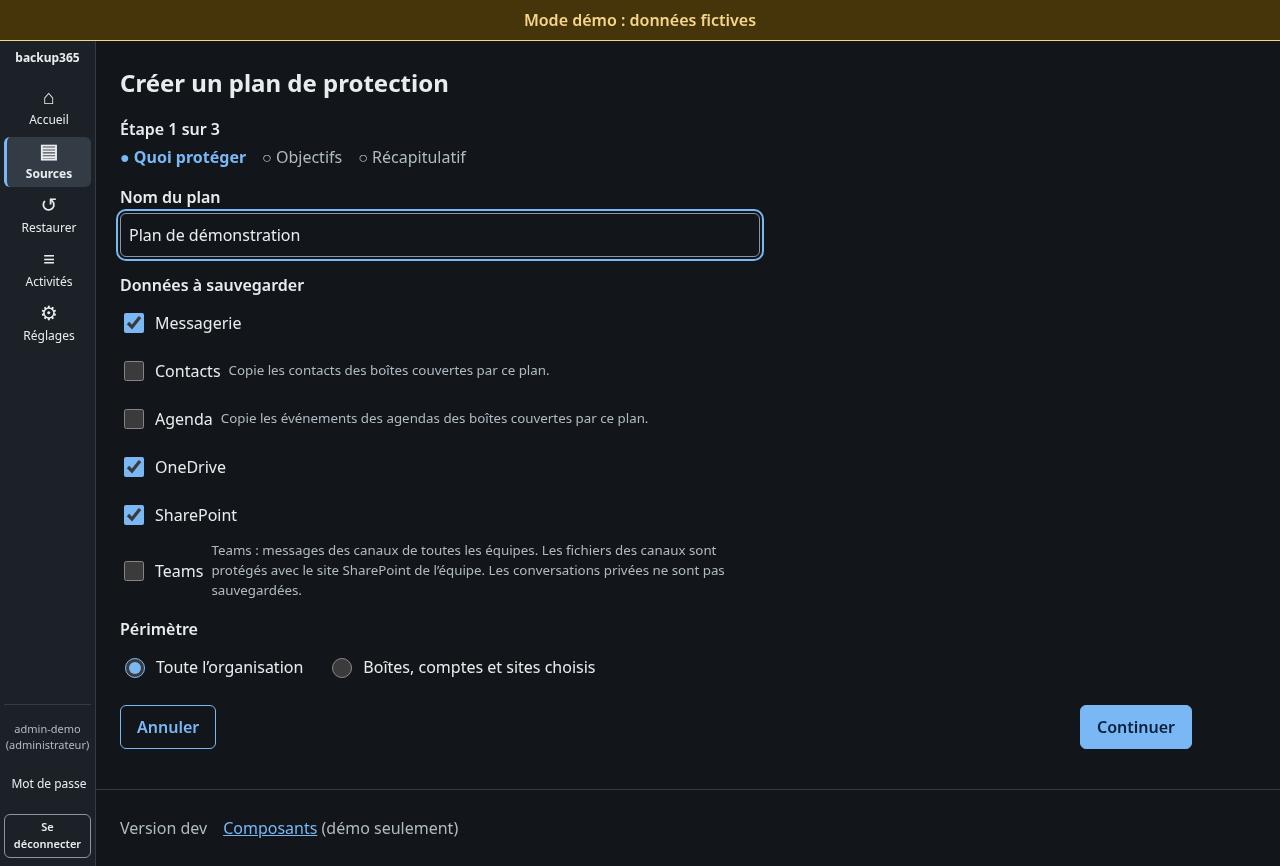 Mode démo : données fictives
backup365
Accueil
Sources
Restaurer
Activités
Réglages
admin-demo
(administrateur)
Mot de passe
Se
déconnecter
Créer un plan de protection
Étape 1 sur 3
● Quoi protéger ○ Objectifs ○ Récapitulatif
Nom du plan
Plan de démonstration
Données à sauvegarder
Messagerie
Contacts Copie les contacts des boîtes couvertes par ce plan.
Agenda Copie les événements des agendas des boîtes couvertes par ce plan.
OneDrive
SharePoint
Teams Teams : messages des canaux de toutes les équipes. Les fichiers des canaux sont
protégés avec le site SharePoint de l’équipe. Les conversations privées ne sont pas
sauvegardées.
Périmètre
Toute l’organisation Boîtes, comptes et sites choisis
Annuler Continuer
Version dev Composants (démo seulement)